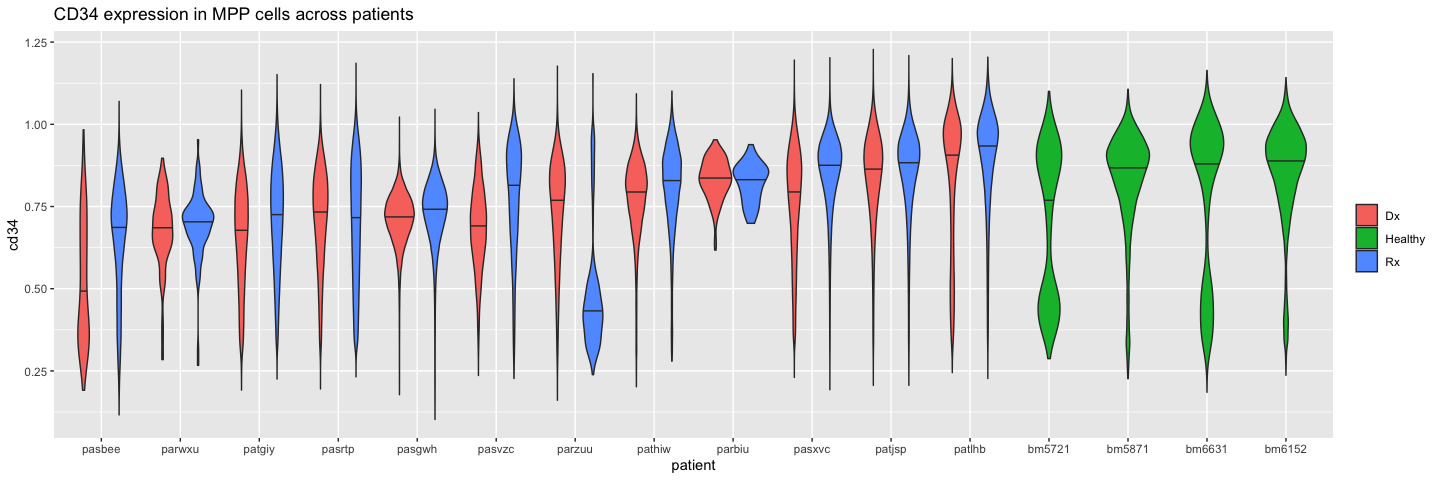 CD34 expression in MPP cells across patients
1.25
1.00
0.75
0.50
0.25
cd34
pasbee parwxu patgiy pasrtp pasgwh pasvzc parzuu pathiw parbiu pasxvc patjsp patlhb bm5721 bm5871 bm6631 bm6152
patient
Dx
Healthy
Rx